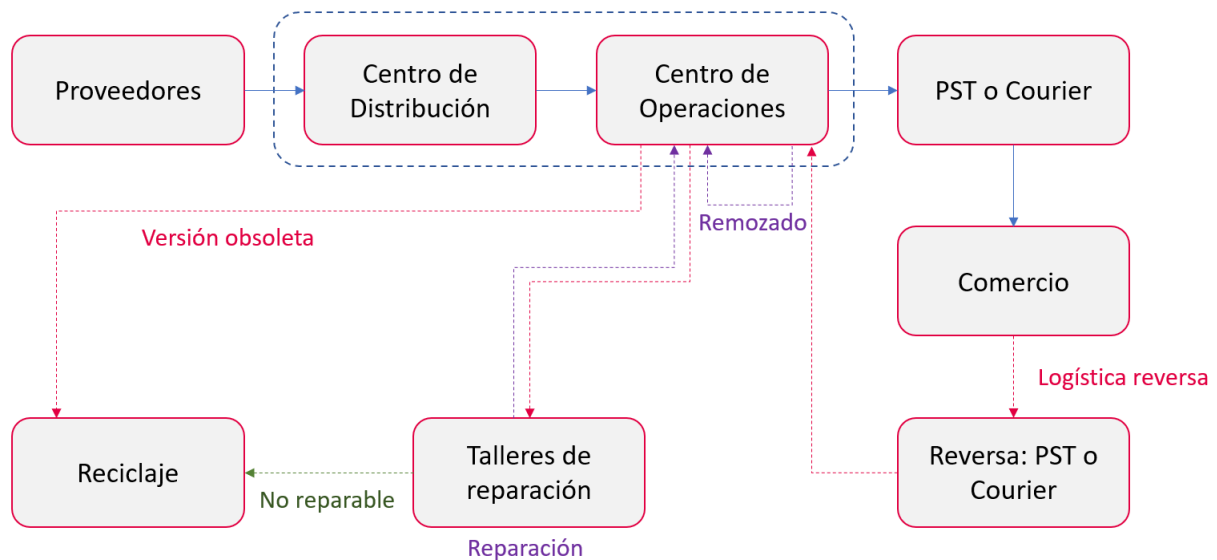 Proveedores
Centro de
Distribución
Centro de
Operaciones
PST o Courier
Versión obsoleta
Remozado
Comercio
Logística reversa
Reciclaje
No reparable
Talleres de
reparación
Reparación
Reversa: PST o
Courier